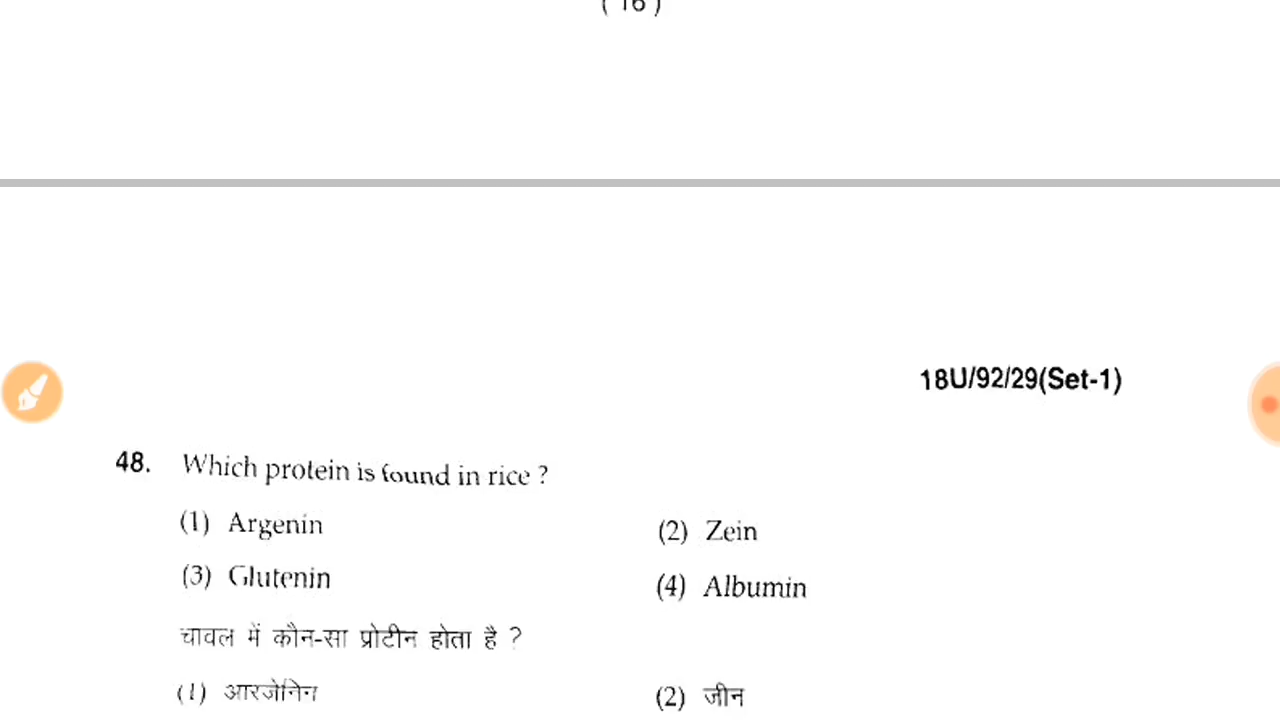 ( 16 )
18U/92/29(Set-1)
48. Which protein is found in rice ?
(1) Argenin (2) Zein
(3) Glutenin (4) Albumin
चावल में कौन-सा प्रोटीन होता है ?
(1) आरजेनिन (2) जीन